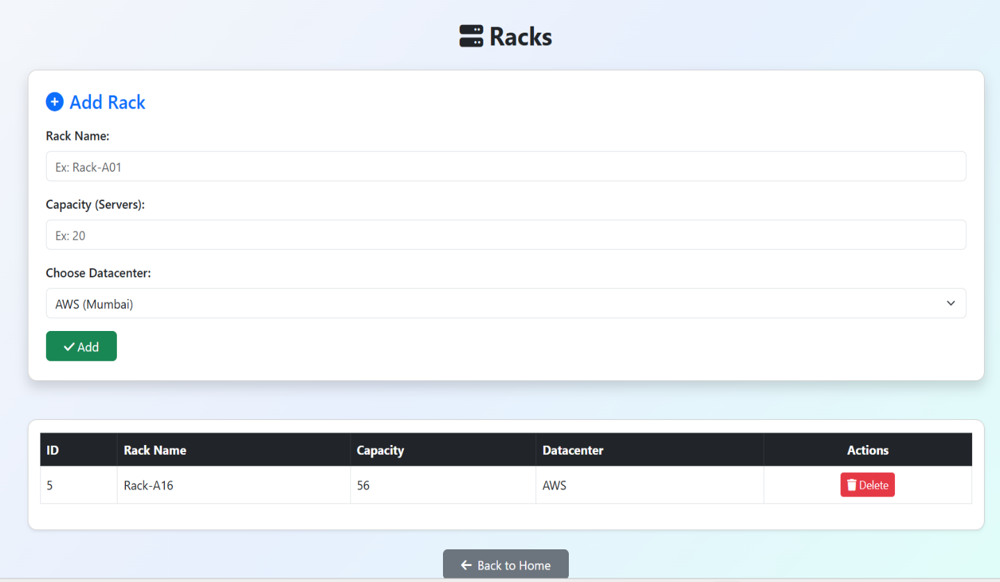 Racks
Add Rack
Rack Name:
Ex: Rack-A01
Capacity (Servers):
Ex: 20
Choose Datacenter:
AWS (Mumbai)
Add
ID Rack Name Capacity Datacenter Actions
5 Rack-A16 56 AWS Delete
Back to Home